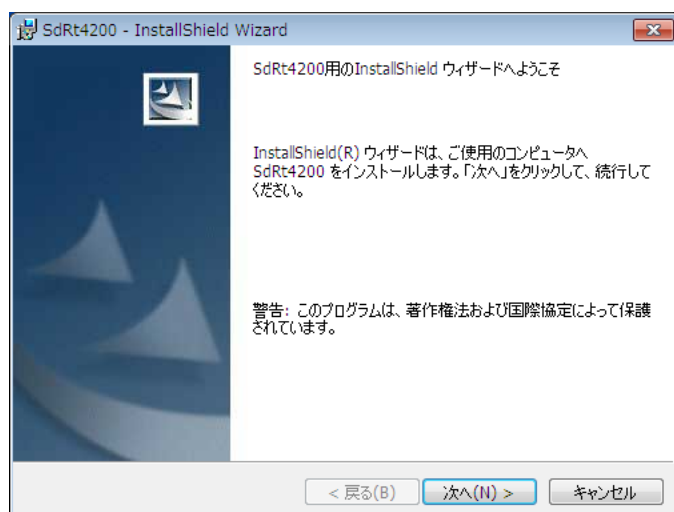 SdRt4200 - InstallShield Wizard
SdRt4200用のInstallShield ウィザードへようこそ
InstallShield(R) ウィザードは、ご使用のコンピュータへ
SdRt4200 をインストールします。「次へ」をクリックして、続行して
ください。
警告: このプログラムは、著作権法および国際協定によって保護
されています。
< 戻る(B)
次へ(N) >
キャンセル